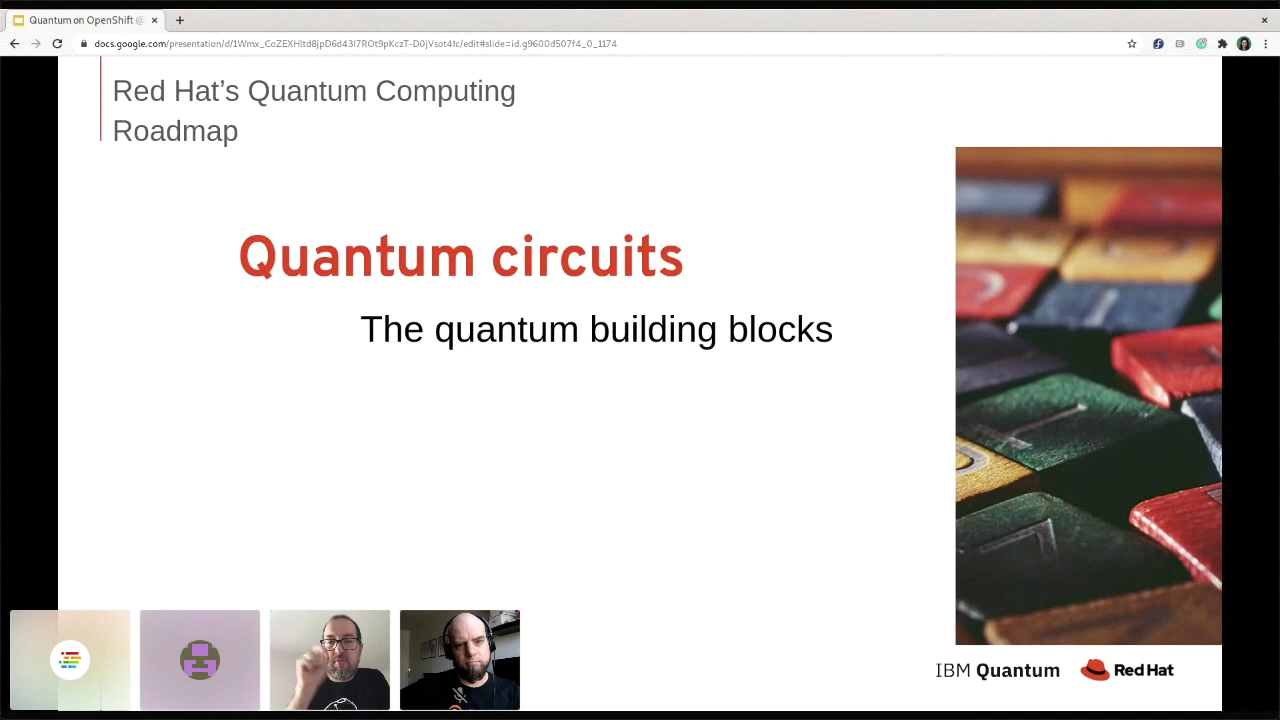 Quantum on OpenShift @
docs.google.com/presentation/d/1Wmx_CoZEXHltd8jpD6d43I7ROt9pKczT-D0jVsot4Ic/edit#slide=id.g9600d507f4_0_1174
Red Hat’s Quantum Computing
Roadmap
Quantum circuits
The quantum building blocks
IBM Quantum
Red Hat